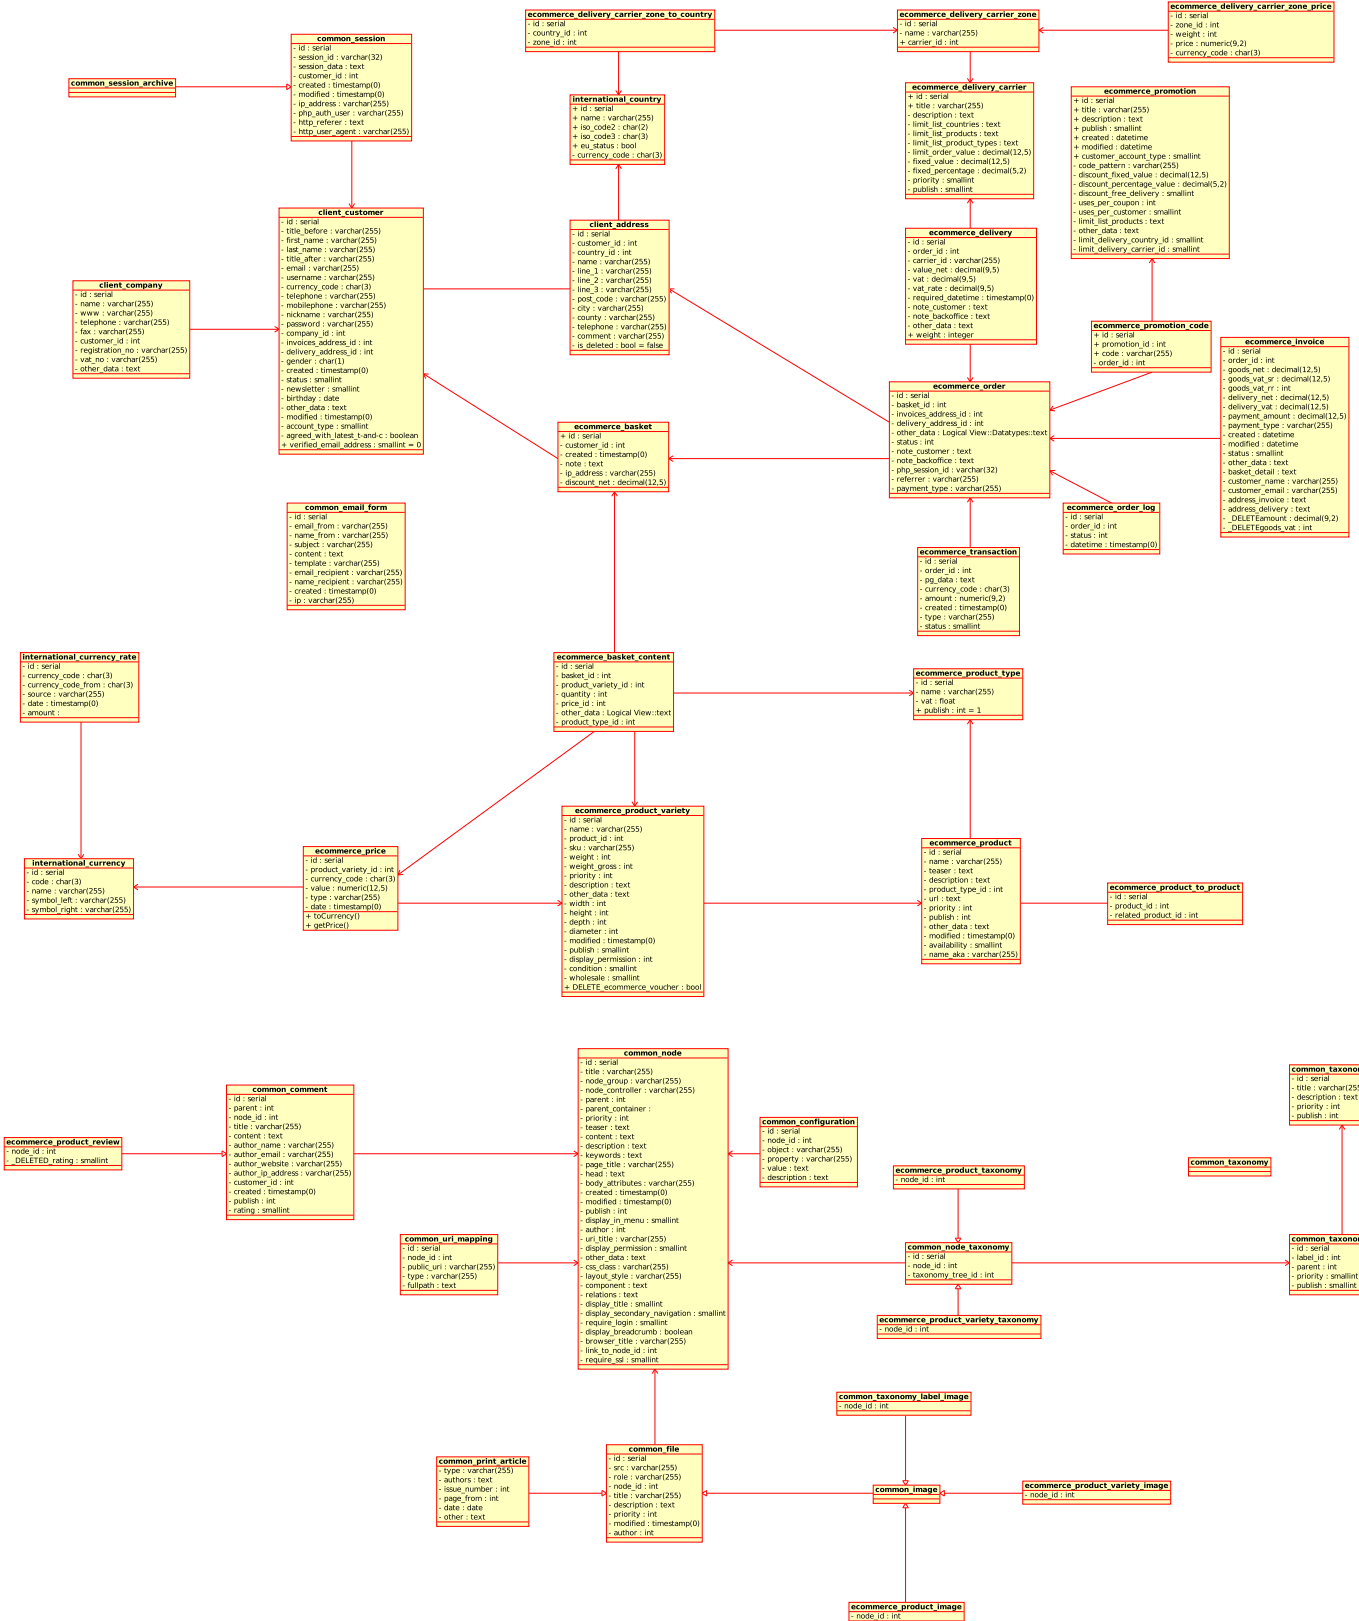 ecommerce_delivery_carrier_zone_to_country
- id : serial
- country_id : int
- zone_id : int
ecommerce_delivery_carrier_zone
- id : serial
- name : varchar(255)
+ carrier_id : int
ecommerce_delivery_carrier_zone_price
- id : serial
- zone_id : int
- weight : int
- price : numeric(9,2)
- currency_code : char(3)
common_session
- id : serial
- session_id : varchar(32)
- session_data : text
- customer_id : int
- created : timestamp(0)
- modified : timestamp(0)
- ip_address : varchar(255)
- php_auth_user : varchar(255)
- http_referer : text
- http_user_agent : varchar(255)
common_session_archive
international_country
+ id : serial
+ name : varchar(255)
+ iso_code2 : char(2)
+ iso_code3 : char(3)
+ eu_status : bool
- currency_code : char(3)
ecommerce_delivery_carrier
+ id : serial
+ title : varchar(255)
- description : text
- limit_list_countries : text
- limit_list_products : text
- limit_list_product_types : text
- limit_order_value : decimal(12,5)
- fixed_value : decimal(12,5)
- fixed_percentage : decimal(5,2)
- priority : smallint
- publish : smallint
ecommerce_promotion
+ id : serial
+ title : varchar(255)
+ description : text
+ publish : smallint
+ created : datetime
+ modified : datetime
+ customer_account_type : smallint
- code_pattern : varchar(255)
- discount_fixed_value : decimal(12,5)
- discount_percentage_value : decimal(5,2)
- discount_free_delivery : smallint
- uses_per_coupon : int
- uses_per_customer : smallint
- limit_list_products : text
- other_data : text
- limit_delivery_country_id : smallint
- limit_delivery_carrier_id : smallint
client_customer
- id : serial
- title_before : varchar(255)
- first_name : varchar(255)
- last_name : varchar(255)
- title_after : varchar(255)
- email : varchar(255)
- username : varchar(255)
- currency_code : char(3)
- telephone : varchar(255)
- mobilephone : varchar(255)
- nickname : varchar(255)
- password : varchar(255)
- company_id : int
- invoices_address_id : int
- delivery_address_id : int
- gender : char(1)
- created : timestamp(0)
- status : smallint
- newsletter : smallint
- birthday : date
- other_data : text
- modified : timestamp(0)
- account_type : smallint
- agreed_with_latest_t-and-c : boolean
+ verified_email_address : smallint = 0
client_address
- id : serial
- customer_id : int
- country_id : int
- name : varchar(255)
- line_1 : varchar(255)
- line_2 : varchar(255)
- line_3 : varchar(255)
- post_code : varchar(255)
- city : varchar(255)
- county : varchar(255)
- telephone : varchar(255)
- comment : varchar(255)
- is_deleted : bool = false
ecommerce_delivery
- id : serial
- order_id : int
- carrier_id : varchar(255)
- value_net : decimal(9,5)
- vat : decimal(9,5)
- vat_rate : decimal(9,5)
- required_datetime : timestamp(0)
- note_customer : text
- note_backoffice : text
- other_data : text
+ weight : integer
client_company
- id : serial
- name : varchar(255)
- www : varchar(255)
- telephone : varchar(255)
- fax : varchar(255)
- customer_id : int
- registration_no : varchar(255)
- vat_no : varchar(255)
- other_data : text
ecommerce_promotion_code
+ id : serial
+ promotion_id : int
+ code : varchar(255)
- order_id : int
ecommerce_invoice
- id : serial
- order_id : int
- goods_net : decimal(12,5)
- goods_vat_sr : decimal(12,5)
- goods_vat_rr : int
- delivery_net : decimal(12,5)
- delivery_vat : decimal(12,5)
- payment_amount : decimal(12,5)
- payment_type : varchar(255)
- created : datetime
- modified : datetime
- status : smallint
- other_data : text
- basket_detail : text
- customer_name : varchar(255)
- customer_email : varchar(255)
- address_invoice : text
- address_delivery : text
- _DELETEamount : decimal(9,2)
- _DELETEgoods_vat : int
ecommerce_order
- id : serial
- basket_id : int
- invoices_address_id : int
- delivery_address_id : int
- other_data : Logical View::Datatypes::text
- status : int
- note_customer : text
- note_backoffice : text
- php_session_id : varchar(32)
- referrer : varchar(255)
- payment_type : varchar(255)
ecommerce_basket
+ id : serial
- customer_id : int
- created : timestamp(0)
- note : text
- ip_address : varchar(255)
- discount_net : decimal(12,5)
common_email_form
- id : serial
- email_from : varchar(255)
- name_from : varchar(255)
- subject : varchar(255)
- content : text
- template : varchar(255)
- email_recipient : varchar(255)
- name_recipient : varchar(255)
- created : timestamp(0)
- ip : varchar(255)
ecommerce_order_log
- id : serial
- order_id : int
- status : int
- datetime : timestamp(0)
ecommerce_transaction
- id : serial
- order_id : int
- pg_data : text
- currency_code : char(3)
- amount : numeric(9,2)
- created : timestamp(0)
- type : varchar(255)
- status : smallint
international_currency_rate
- id : serial
- currency_code : char(3)
- currency_code_from : char(3)
- source : varchar(255)
- date : timestamp(0)
- amount :
ecommerce_basket_content
- id : serial
- basket_id : int
- product_variety_id : int
- quantity : int
- price_id : int
- other_data : Logical View::text
- product_type_id : int
ecommerce_product_type
- id : serial
- name : varchar(255)
- vat : float
+ publish : int = 1
international_currency
- id : serial
- code : char(3)
- name : varchar(255)
- symbol_left : varchar(255)
- symbol_right : varchar(255)
ecommerce_price
- id : serial
- product_variety_id : int
- currency_code : char(3)
- value : numeric(12,5)
- type : varchar(255)
- date : timestamp(0)
+ toCurrency()
+ getPrice()
ecommerce_product_variety
- id : serial
- name : varchar(255)
- product_id : int
- sku : varchar(255)
- weight : int
- weight_gross : int
- priority : int
- description : text
- other_data : text
- width : int
- height : int
- depth : int
- diameter : int
- modified : timestamp(0)
- publish : smallint
- display_permission : int
- condition : smallint
- wholesale : smallint
+ DELETE_ecommerce_voucher : bool
ecommerce_product
- id : serial
- name : varchar(255)
- teaser : text
- description : text
- product_type_id : int
- url : text
- priority : int
- publish : int
- other_data : text
- modified : timestamp(0)
- availability : smallint
- name_aka : varchar(255)
ecommerce_product_to_product
- id : serial
- product_id : int
- related_product_id : int
common_node
- id : serial
- title : varchar(255)
- node_group : varchar(255)
- node_controller : varchar(255)
- parent : int
- parent_container :
- priority : int
- teaser : text
- content : text
- description : text
- keywords : text
- page_title : varchar(255)
- head : text
- body_attributes : varchar(255)
- created : timestamp(0)
- modified : timestamp(0)
- publish : int
- display_in_menu : smallint
- author : int
- uri_title : varchar(255)
- display_permission : smallint
- other_data : text
- css_class : varchar(255)
- layout_style : varchar(255)
- component : text
- relations : text
- display_title : smallint
- display_secondary_navigation : smallint
- require_login : smallint
- display_breadcrumb : boolean
- browser_title : varchar(255)
- link_to_node_id : int
- require_ssl : smallint
common_comment
- id : serial
- parent : int
- node_id : int
- title : varchar(255)
- content : text
- author_name : varchar(255)
- author_email : varchar(255)
- author_website : varchar(255)
- author_ip_address : varchar(255)
- customer_id : int
- created : timestamp(0)
- publish : int
- rating : smallint
ecommerce_product_review
- node_id : int
- _DELETED_rating : smallint
common_configuration
- id : serial
- node_id : int
- object : varchar(255)
- property : varchar(255)
- value : text
- description : text
common_taxono
- id : serial
- title : varchar(255
- description : text
- priority : int
- publish : int
common_taxonomy
ecommerce_product_taxonomy
- node_id : int
common_uri_mapping
- id : serial
- node_id : int
- public_uri : varchar(255)
- type : varchar(255)
- fullpath : text
common_node_taxonomy
- id : serial
- node_id : int
- taxonomy_tree_id : int
common_taxono
- id : serial
- label_id : int
- parent : int
- priority : smallint
- publish : smallint
ecommerce_product_variety_taxonomy
- node_id : int
common_taxonomy_label_image
- node_id : int
common_file
- id : serial
- src : varchar(255)
- role : varchar(255)
- node_id : int
- title : varchar(255)
- description : text
- priority : int
- modified : timestamp(0)
- author : int
common_print_article
- type : varchar(255)
- authors : text
- issue_number : int
- page_from : int
- date : date
- other : text
common_image
ecommerce_product_variety_image
- node_id : int
ecommerce_product_image
- node_id : int